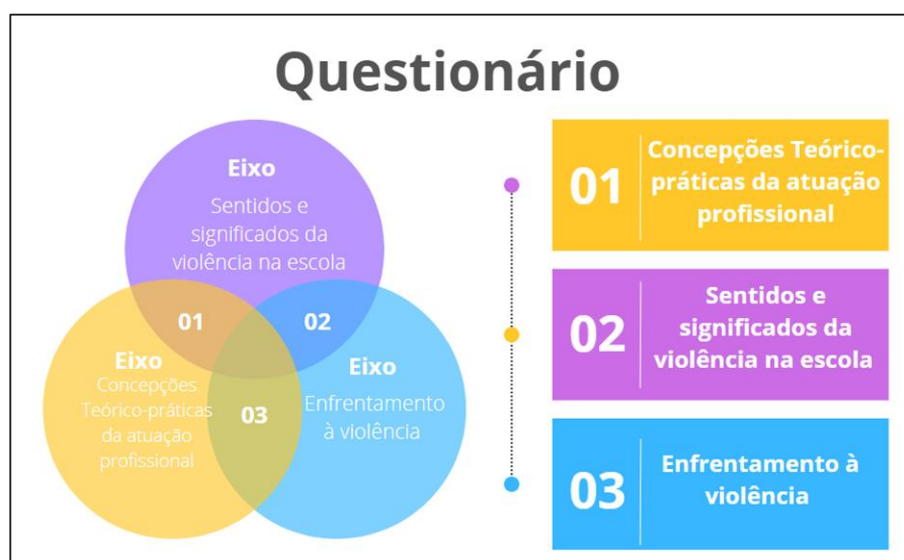 Questionário
Eixo
Sentidos e
significados da
violência na escola
01
02
Eixo
Concepções
Teórico-práticas
da atuação
profissional
03
Eixo
Enfrentamento
à violência
01
Concepções Teórico-
práticas da atuação
profissional
02
Sentidos e
significados da
violência na escola
03
Enfrentamento à
violência